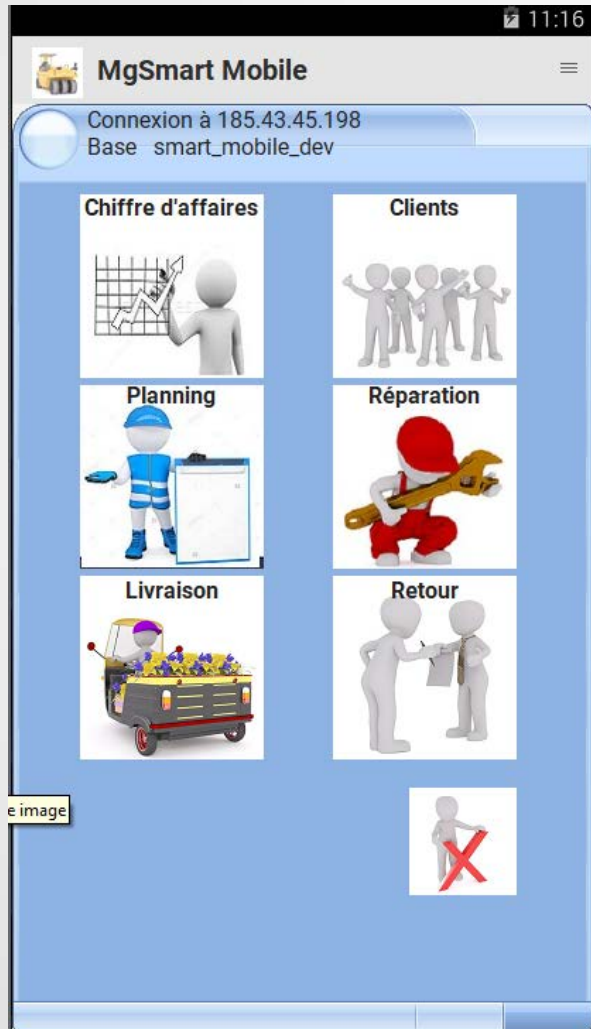 11:16
MgSmart Mobile
Connexion à 185.43.45.198
Base smart_mobile_dev
Chiffre d'affaires
Clients
Planning
Réparation
Livraison
Retour
e image